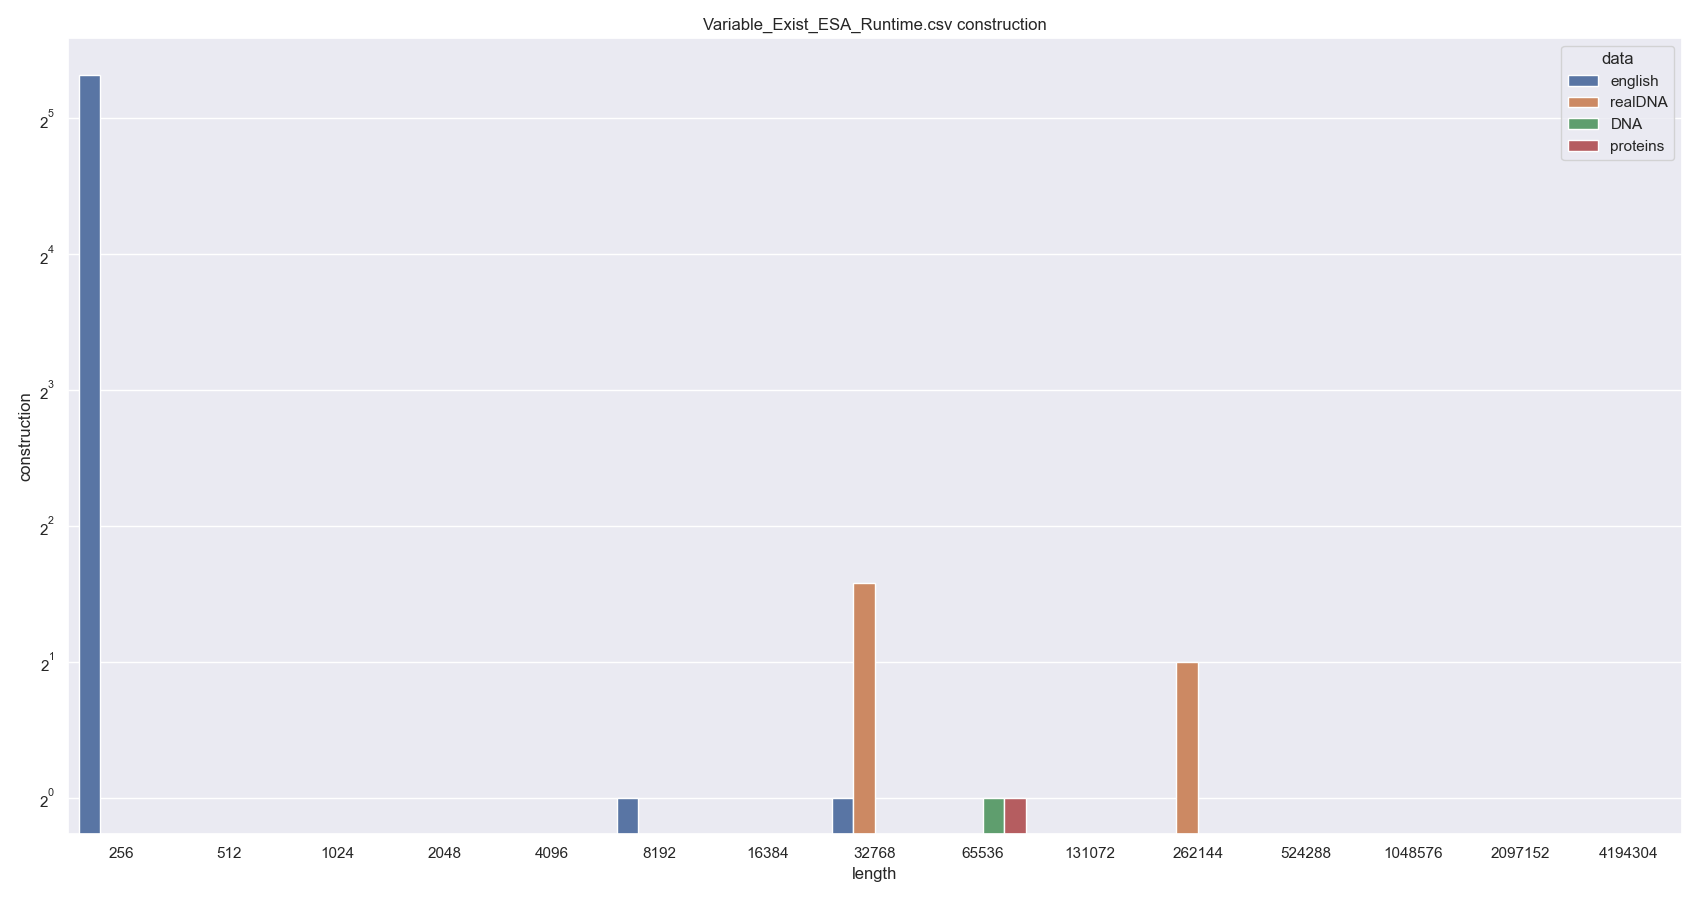 Variable_Exist_ESA_Runtime.csv construction
data
english
realDNA
DNA
proteins
construction
2^5
2^4
2^3
2^2
2^1
2^0
256 512 1024 2048 4096 8192 16384 32768 65536 131072 262144 524288 1048576 2097152 4194304
length